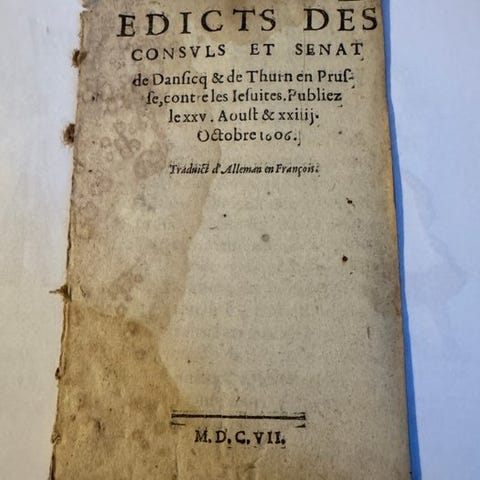 EDICTS DES
CONSVLS ET SENAT
de Dansicq & de Thurn en Prus-
se, contre les Iesuites. Publiez
le xxv. Aoust & xxiiij.
Octobre 1606.
Traduict d'Alleman en François.
M. D. C. VII.